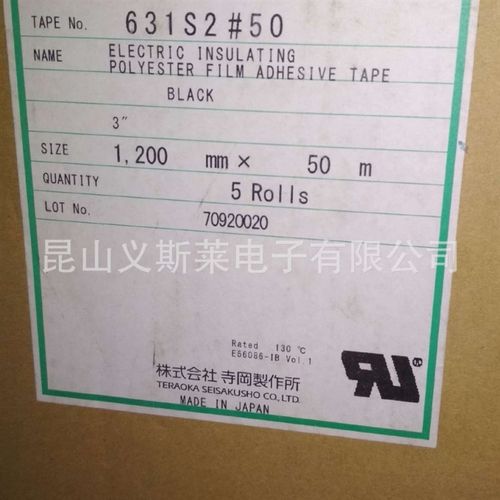 TAPE No. 631S2#50
NAME ELECTRIC INSULATING
POLYESTER FILM ADHESIVE TAPE
BLACK
3"
SIZE 1,200 mm × 50 m
QUANTITY 5 Rolls
LOT No. 70920020
昆山义斯莱电子有限公司
Rated 130 ℃
E56086-IB Vol.1
株式会社 寺岡製作所
TERAOKA SEISAKUSHO CO., LTD.
MADE IN JAPAN
RU®